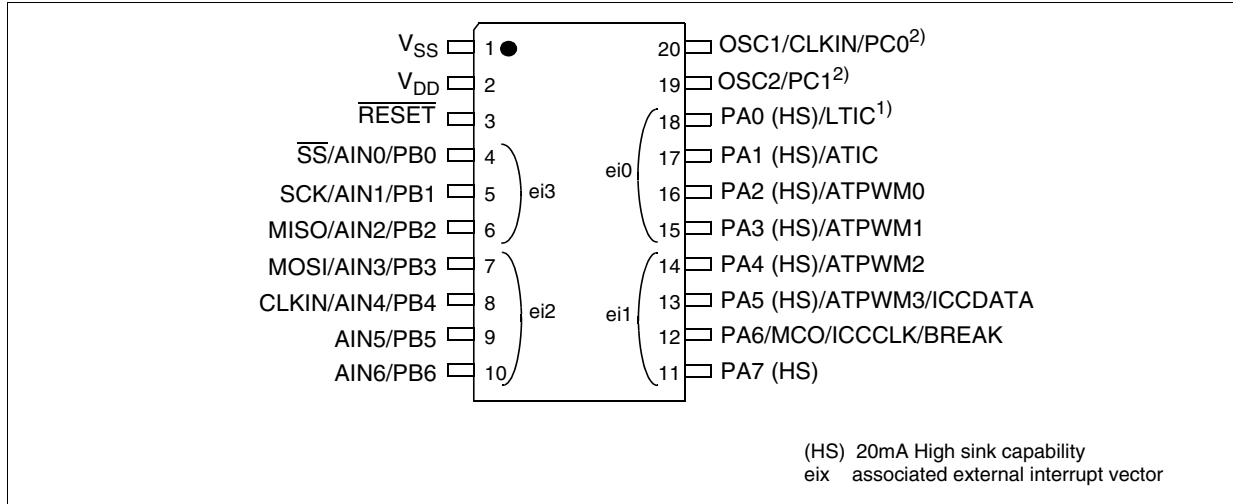 VSS 1 20 OSC1/CLKIN/PC0 2)
VDD 2 19 OSC2/PC1 2)
RESET 3 18 PA0 (HS)/LTIC 1)
SS/AIN0/PB0 4 17 PA1 (HS)/ATIC
ei3 ei0
SCK/AIN1/PB1 5 16 PA2 (HS)/ATPWM0
MISO/AIN2/PB2 6 15 PA3 (HS)/ATPWM1
MOSI/AIN3/PB3 7 14 PA4 (HS)/ATPWM2
CLKIN/AIN4/PB4 8 13 PA5 (HS)/ATPWM3/ICCDATA
ei2 ei1
AIN5/PB5 9 12 PA6/MCO/ICCCLK/BREAK
AIN6/PB6 10 11 PA7 (HS)
(HS) 20mA High sink capability
eix associated external interrupt vector